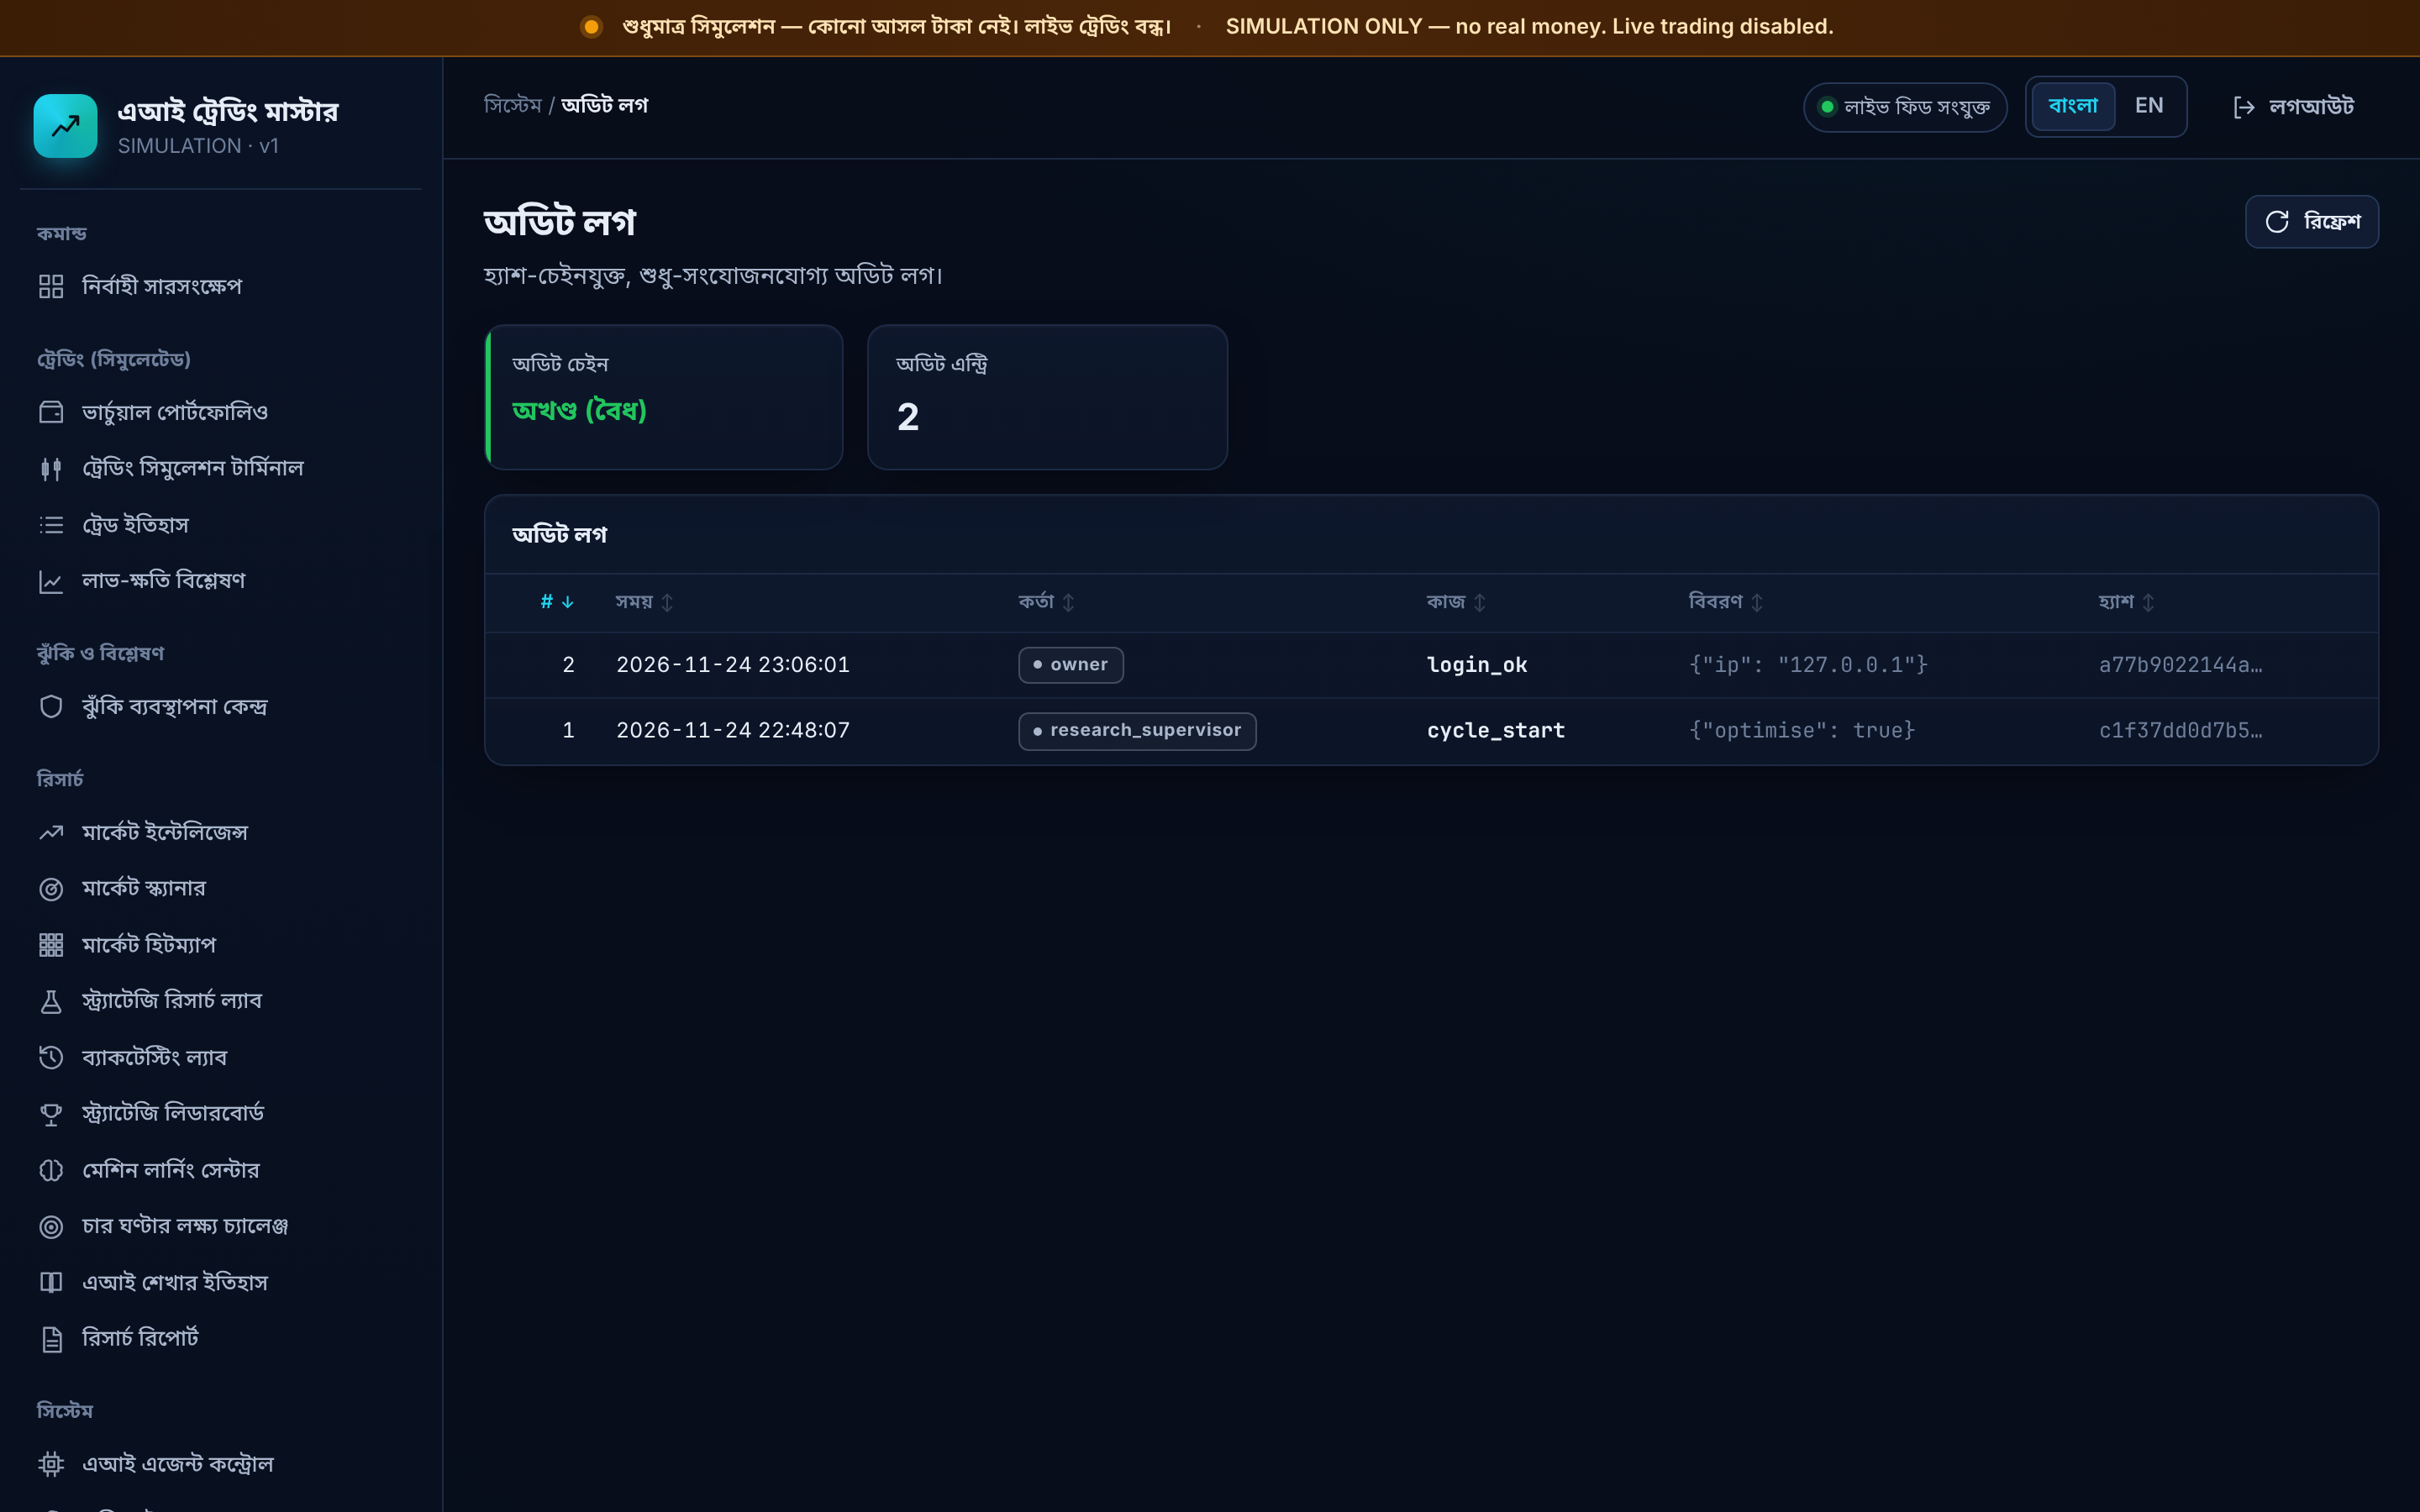 শুধুমাত্র সিমুলেশন — কোনো আসল টাকা নেই। লাইভ ট্রেডিং বন্ধ। · SIMULATION ONLY — no real money. Live trading disabled.
এআই ট্রেডিং মাস্টার
SIMULATION · v1
কমান্ড
নির্বাহী সারসংক্ষেপ
ট্রেডিং (সিমুলেটেড)
ভার্চুয়াল পোর্টফোলিও
ট্রেডিং সিমুলেশন টার্মিনাল
ট্রেড ইতিহাস
লাভ-ক্ষতি বিশ্লেষণ
ঝুঁকি ও বিশ্লেষণ
ঝুঁকি ব্যবস্থাপনা কেন্দ্র
রিসার্চ
মার্কেট ইন্টেলিজেন্স
মার্কেট স্ক্যানার
মার্কেট হিটম্যাপ
স্ট্র্যাটেজি রিসার্চ ল্যাব
ব্যাকটেস্টিং ল্যাব
স্ট্র্যাটেজি লিডারবোর্ড
মেশিন লার্নিং সেন্টার
চার ঘণ্টার লক্ষ্য চ্যালেঞ্জ
এআই শেখার ইতিহাস
রিসার্চ রিপোর্ট
সিস্টেম
এআই এজেন্ট কন্ট্রোল
সিস্টেম / অডিট লগ
লাইভ ফিড সংযুক্ত
বাংলা EN
লগআউট
অডিট লগ
রিফ্রেশ
হ্যাশ-চেইনযুক্ত, শুধু-সংযোজনযোগ্য অডিট লগ।
অডিট চেইন
অখণ্ড (বৈধ)
অডিট এন্ট্রি
2
অডিট লগ
# ↓ সময় কর্তা কাজ বিবরণ হ্যাশ
2 2026-11-24 23:06:01 owner login_ok {"ip": "127.0.0.1"} a77b9022144a…
1 2026-11-24 22:48:07 research_supervisor cycle_start {"optimise": true} c1f37dd0d7b5…